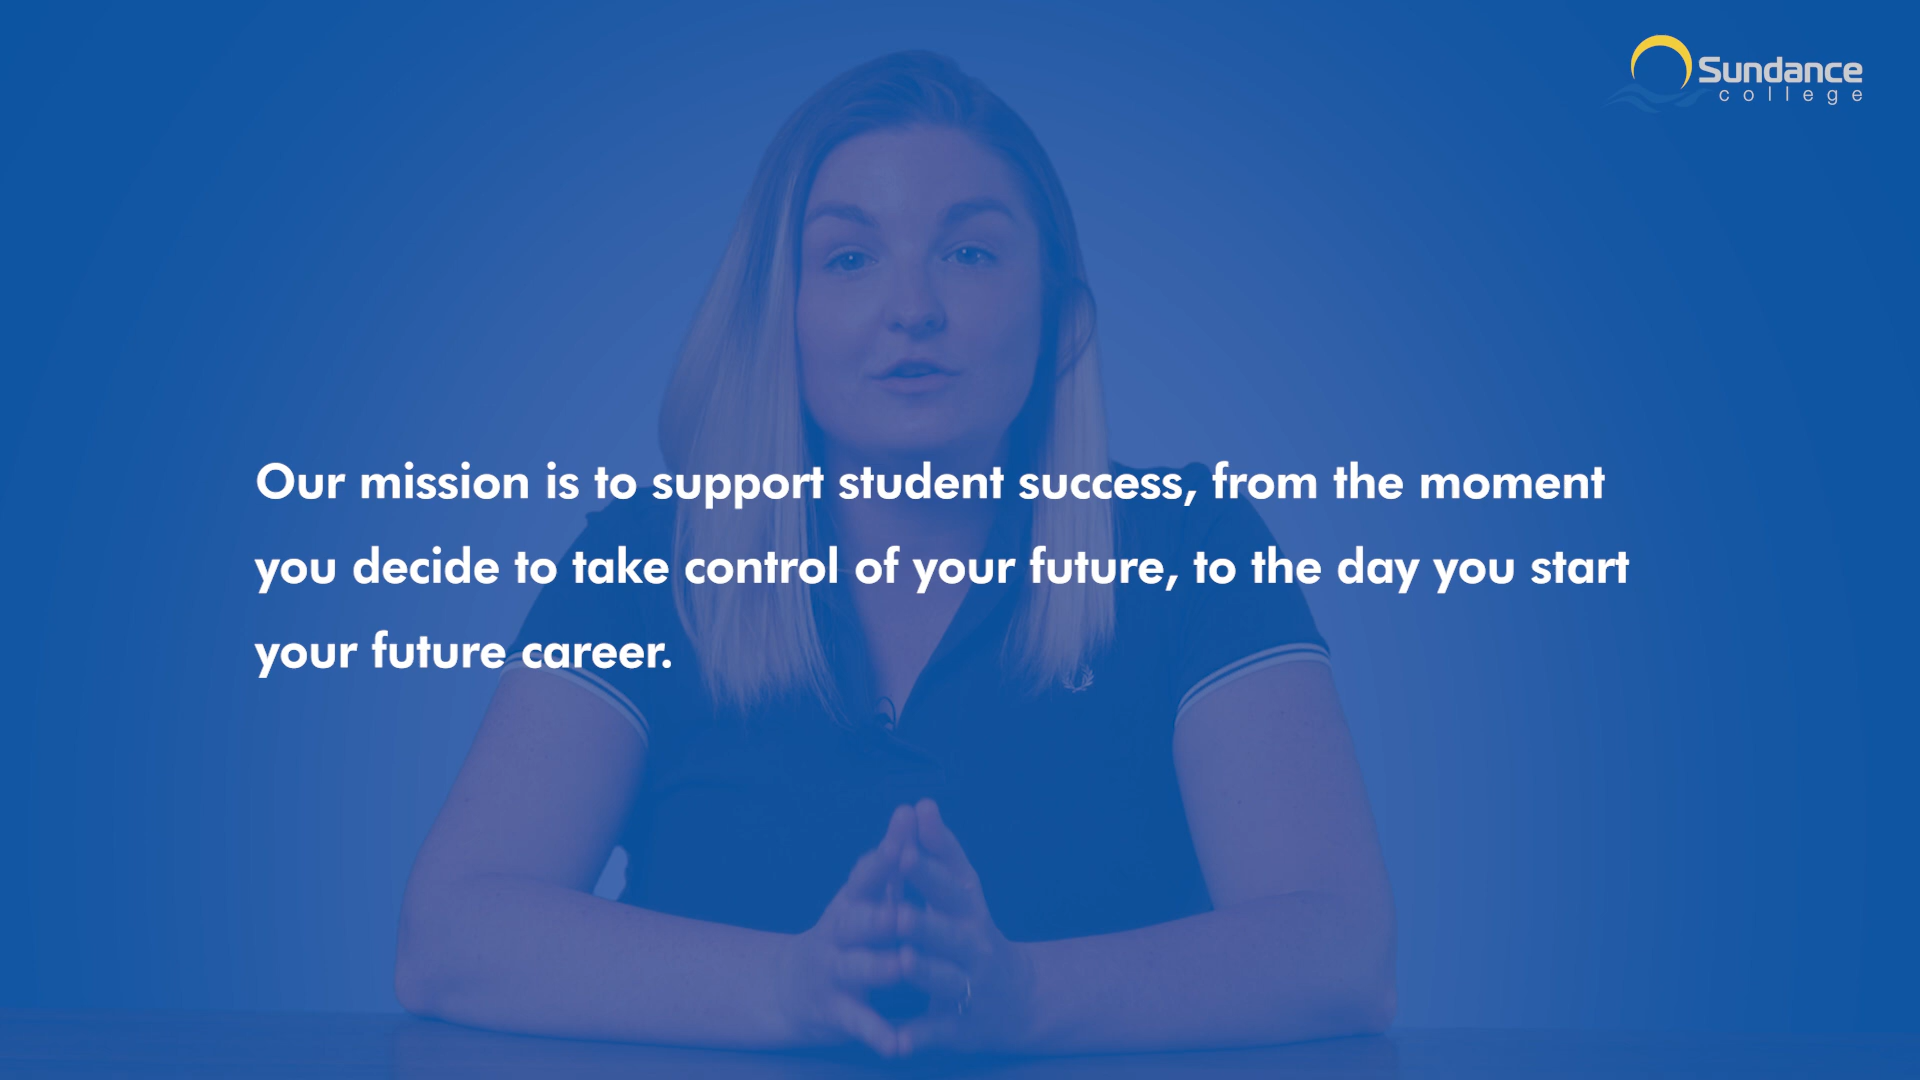 Sundance
college
Our mission is to support student success, from the moment
you decide to take control of your future, to the day you start
your future career.